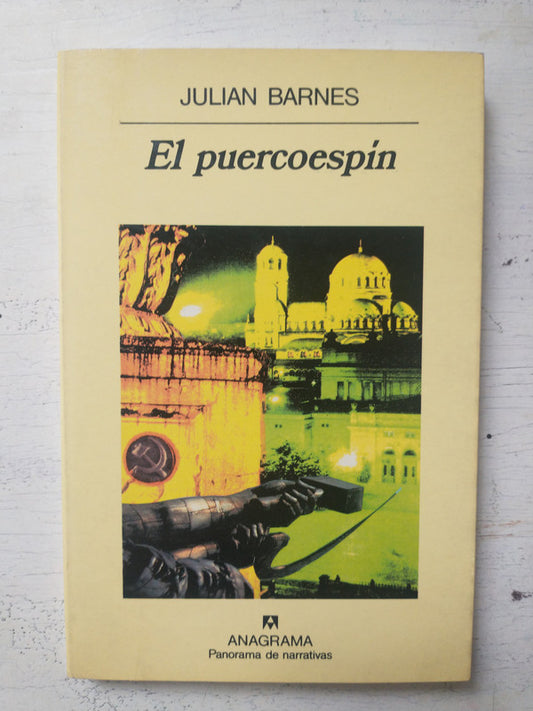 JULIAN BARNES
El puercoespín
ANAGRAMA
Panorama de narrativas